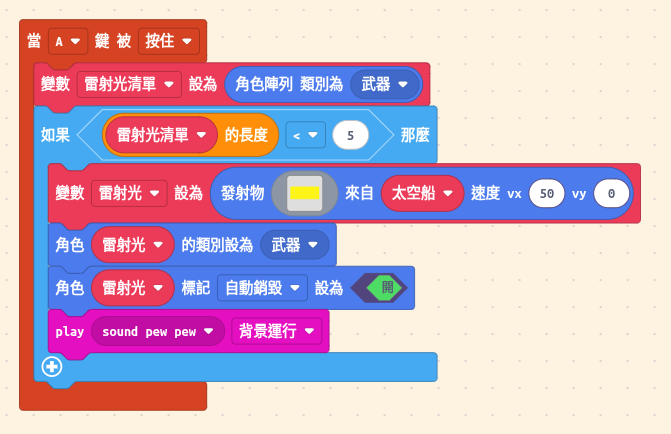 當 A 鍵 被 按住
變數 雷射光清單 設為 角色陣列 類別為 武器
如果 雷射光清單 的長度 < 5 那麼
變數 雷射光 設為 發射物 來自 太空船 速度 vx 50 vy 0
角色 雷射光 的類別設為 武器
角色 雷射光 標記 自動銷毀 設為 開
play sound pew pew 背景運行